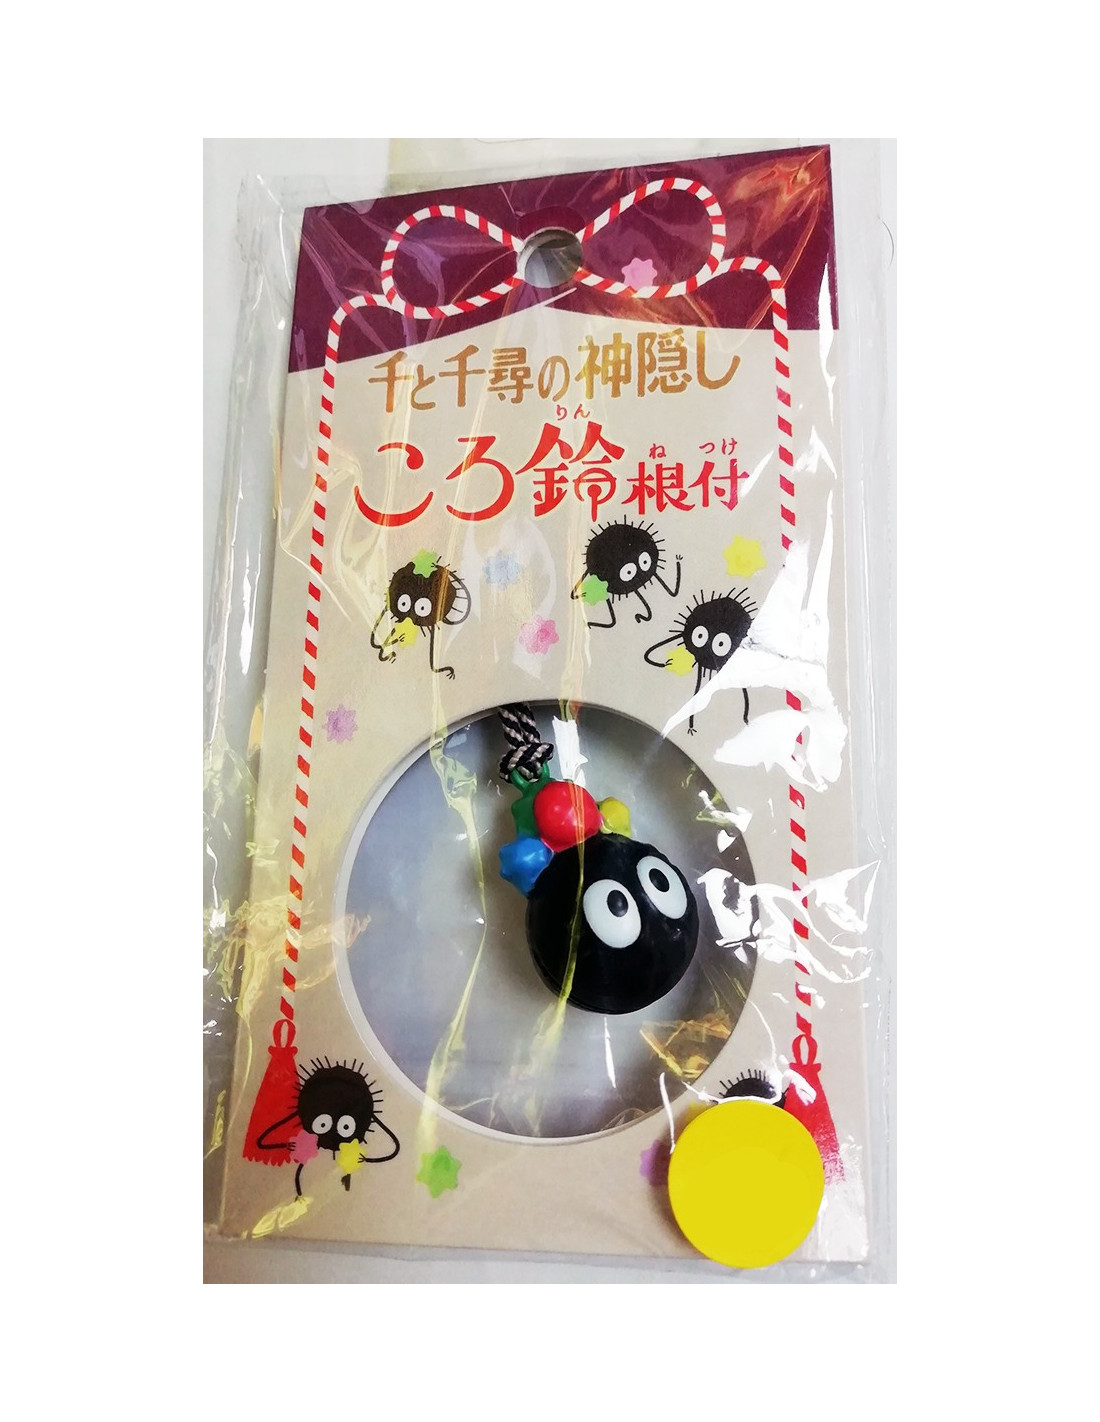 千と千尋の神隠し
ころ鈴根付
りん
ねつけ